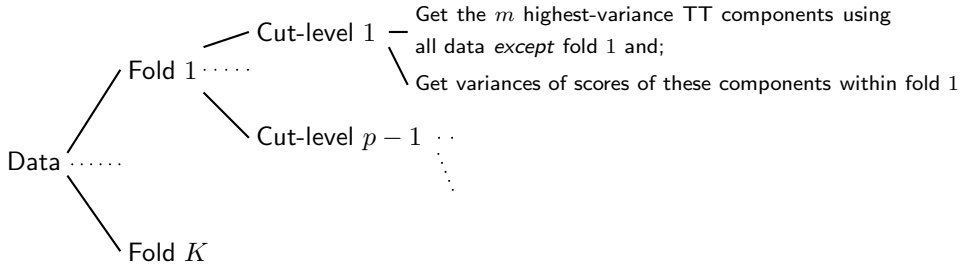 Get the m highest-variance TT components using
Cut-level 1
all data except fold 1 and;
Fold 1
Get variances of scores of these components within fold 1
Cut-level p − 1
Data
Fold K